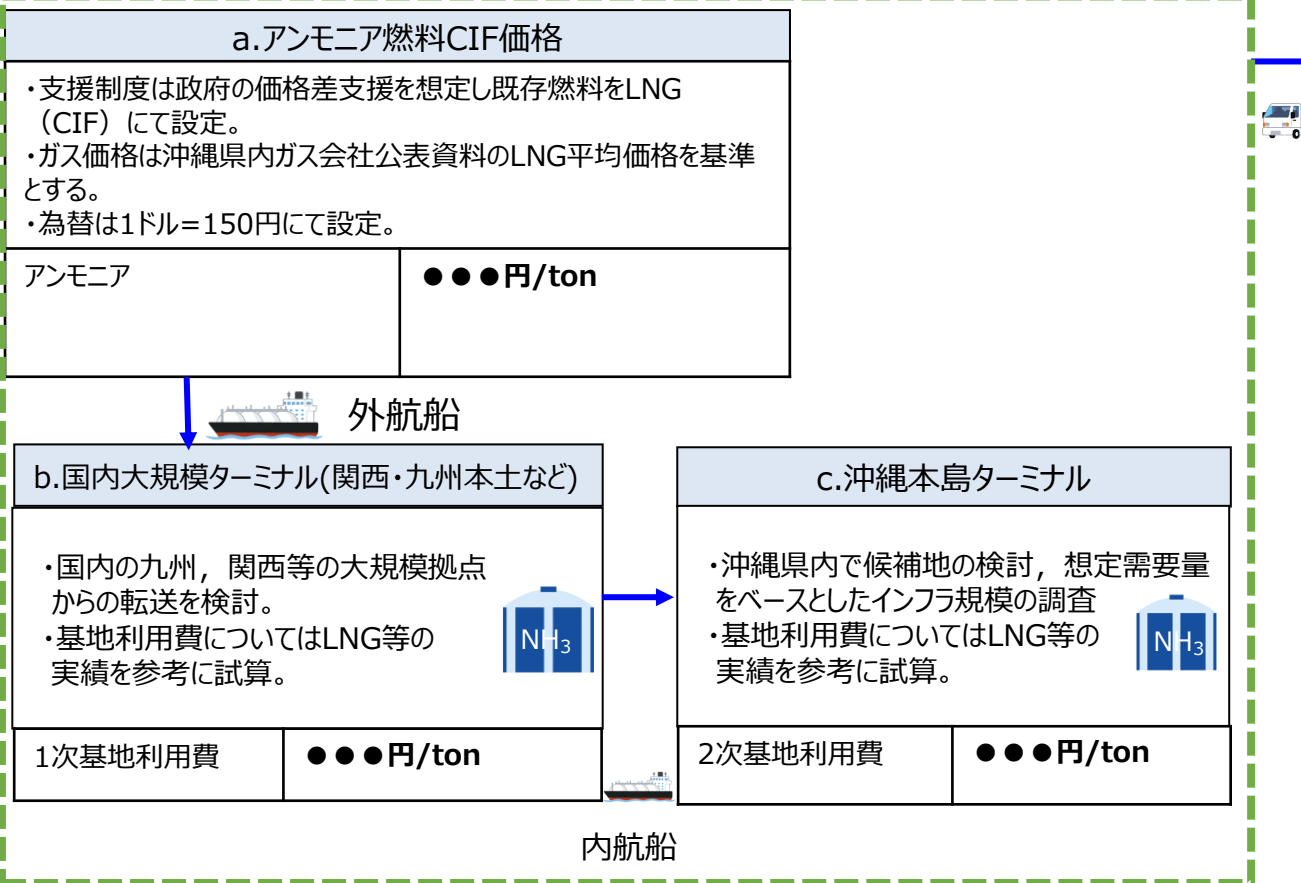 a.アンモニア燃料CIF価格
・支援制度は政府の価格差支援を想定し既存燃料をLNG
（CIF）にて設定。
・ガス価格は沖縄県内ガス会社公表資料のLNG平均価格を基準
とする。
・為替は1ドル=150円にて設定。
アンモニア
●●●円/ton
外航船
b.国内大規模ターミナル(関西・九州本土など)
・国内の九州，関西等の大規模拠点
からの転送を検討。
・基地利用費についてはLNG等の
実績を参考に試算。
NH₃
1次基地利用費
●●●円/ton
c.沖縄本島ターミナル
・沖縄県内で候補地の検討，想定需要量
をベースとしたインフラ規模の調査
・基地利用費についてはLNG等の
実績を参考に試算。
NH₃
2次基地利用費
●●●円/ton
内航船